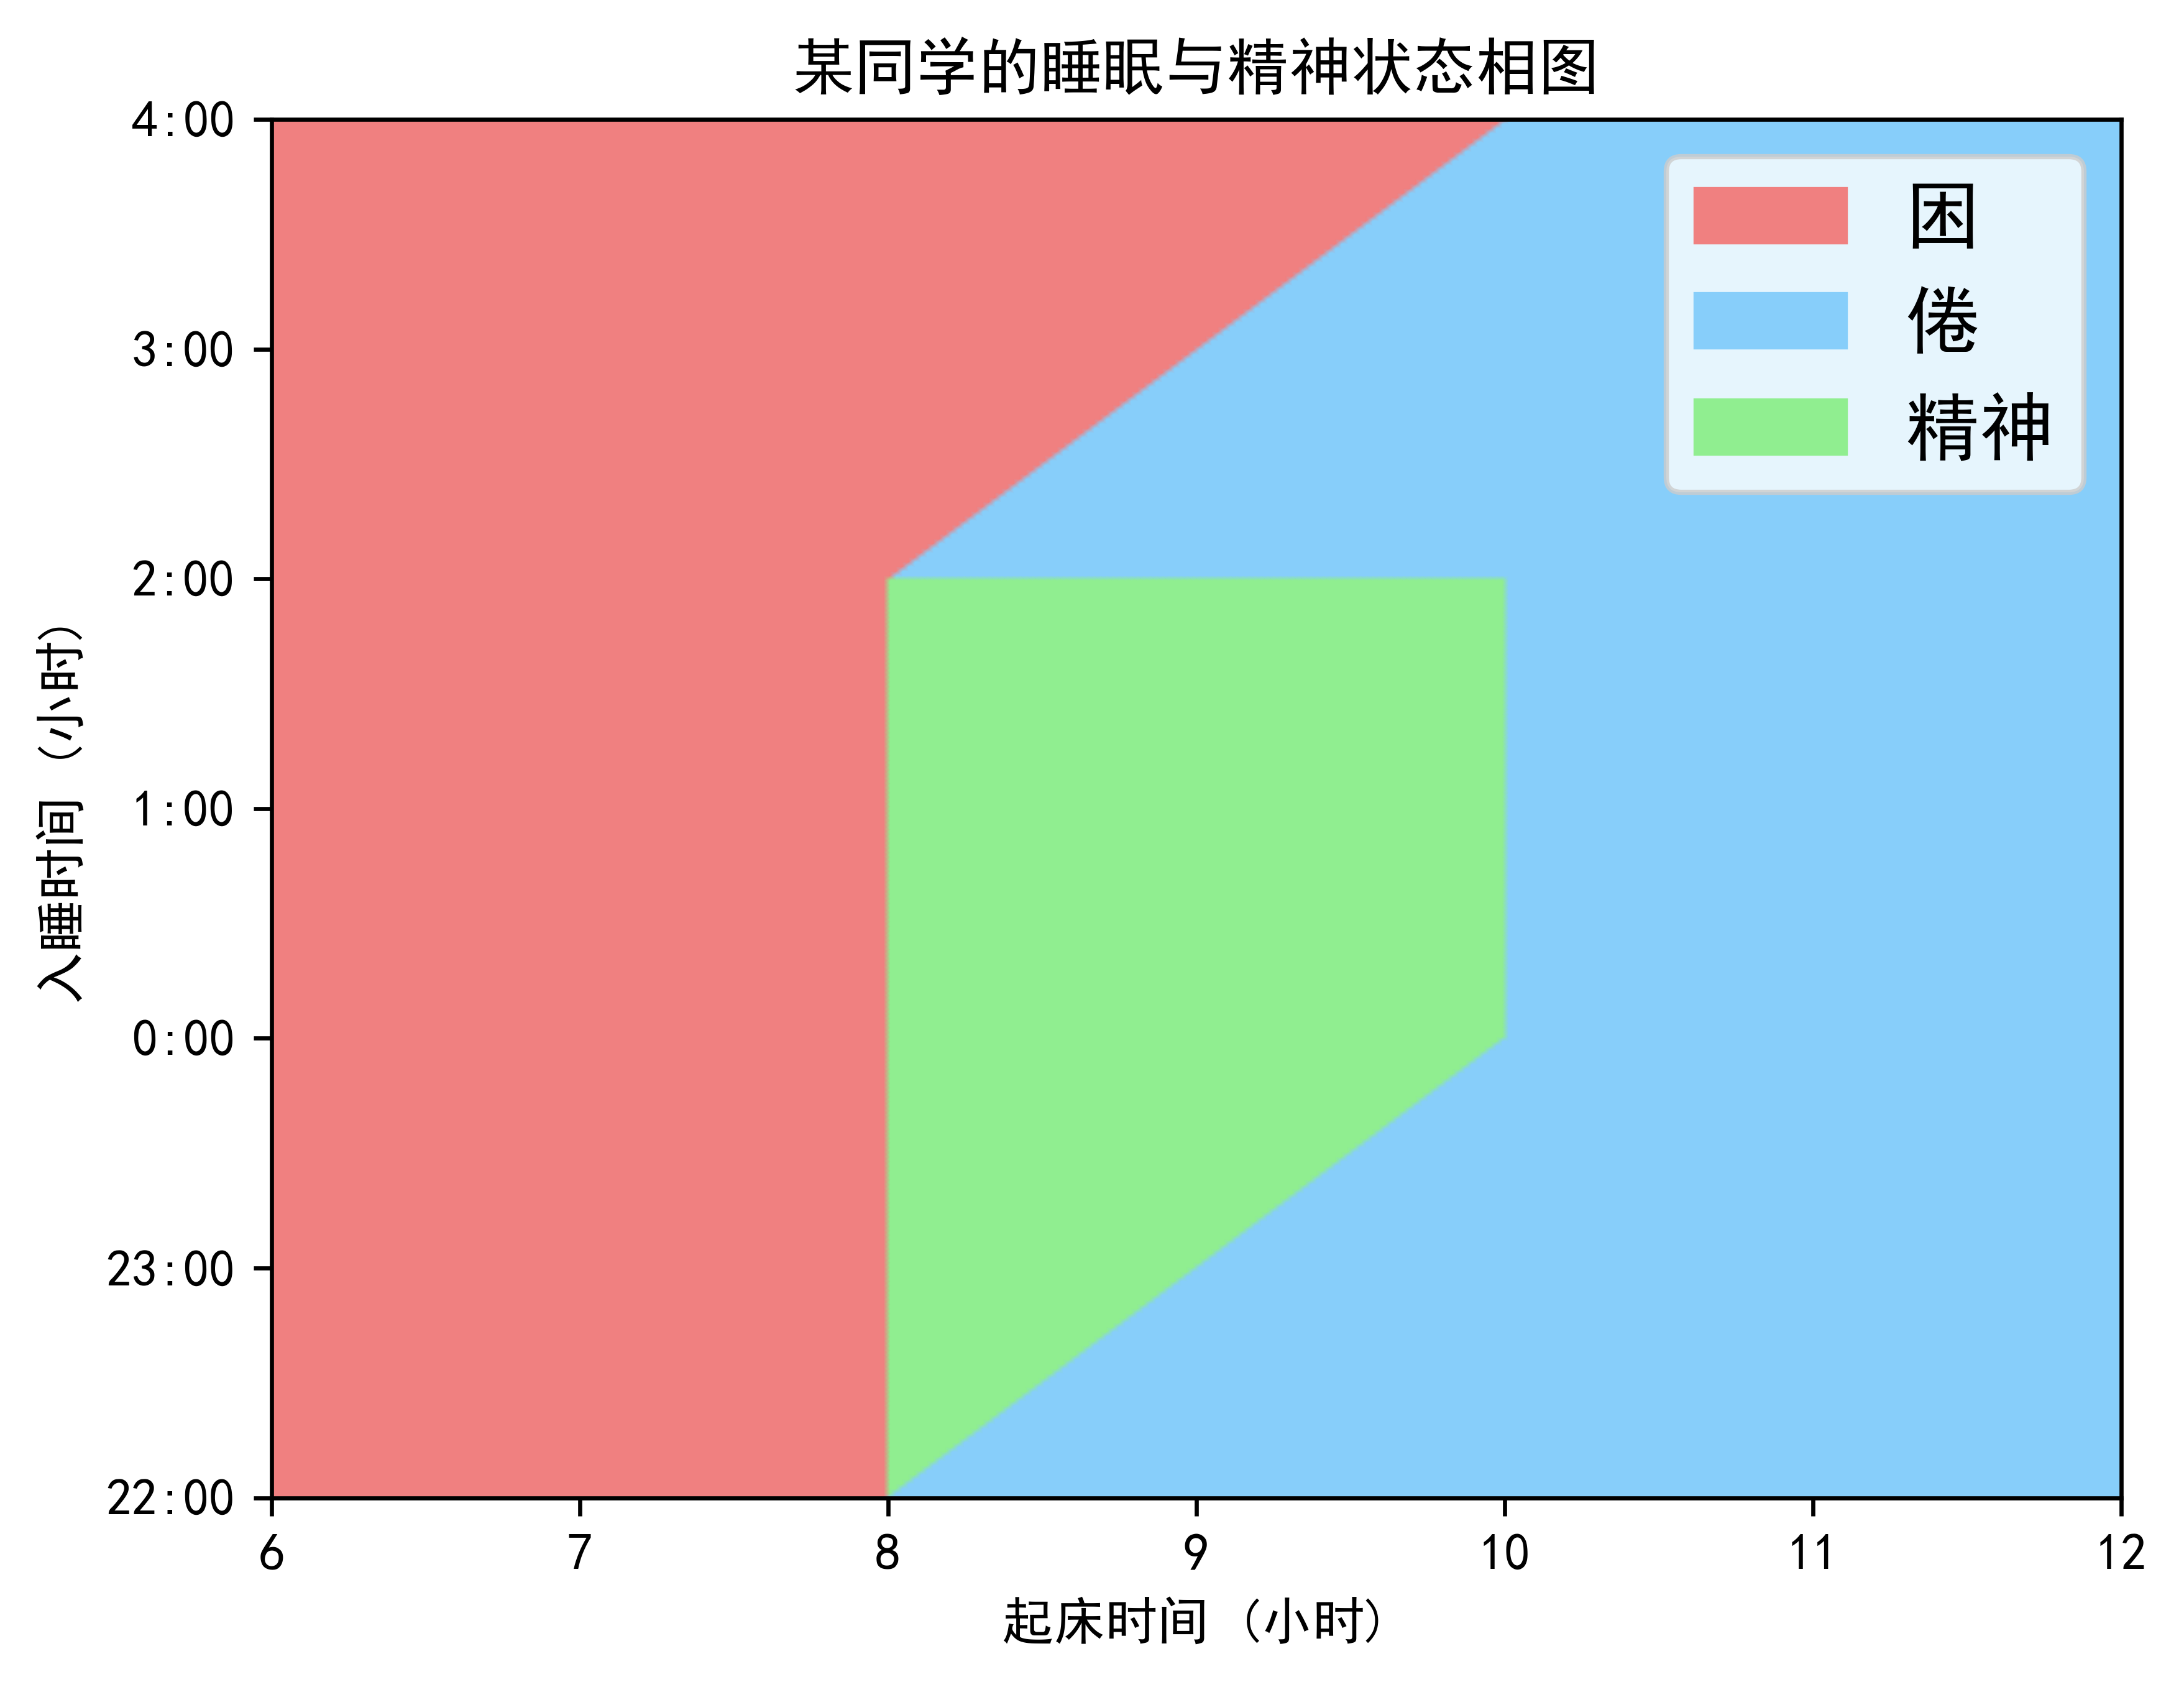 某同学的睡眠与精神状态相图
4:00
3:00
2:00
1:00
0:00
23:00
22:00
入睡时间（小时）
困
倦
精神
6 7 8 9 10 11 12
起床时间（小时）